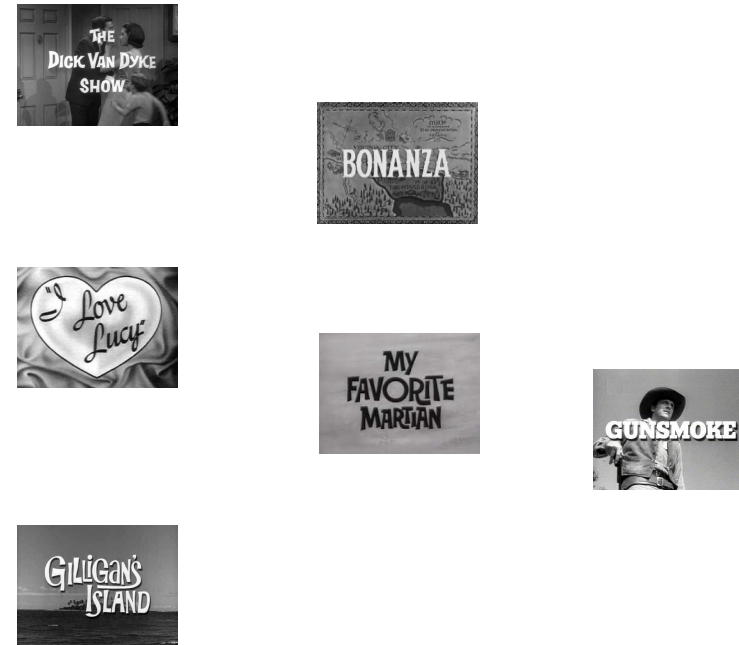 THE
DICK VAN DYKE
SHOW
BONANZA
"I Love
Lucy"
MY
FAVORITE
MARTIAN
GUNSMOKE
GILLIGAN'S
ISLAND